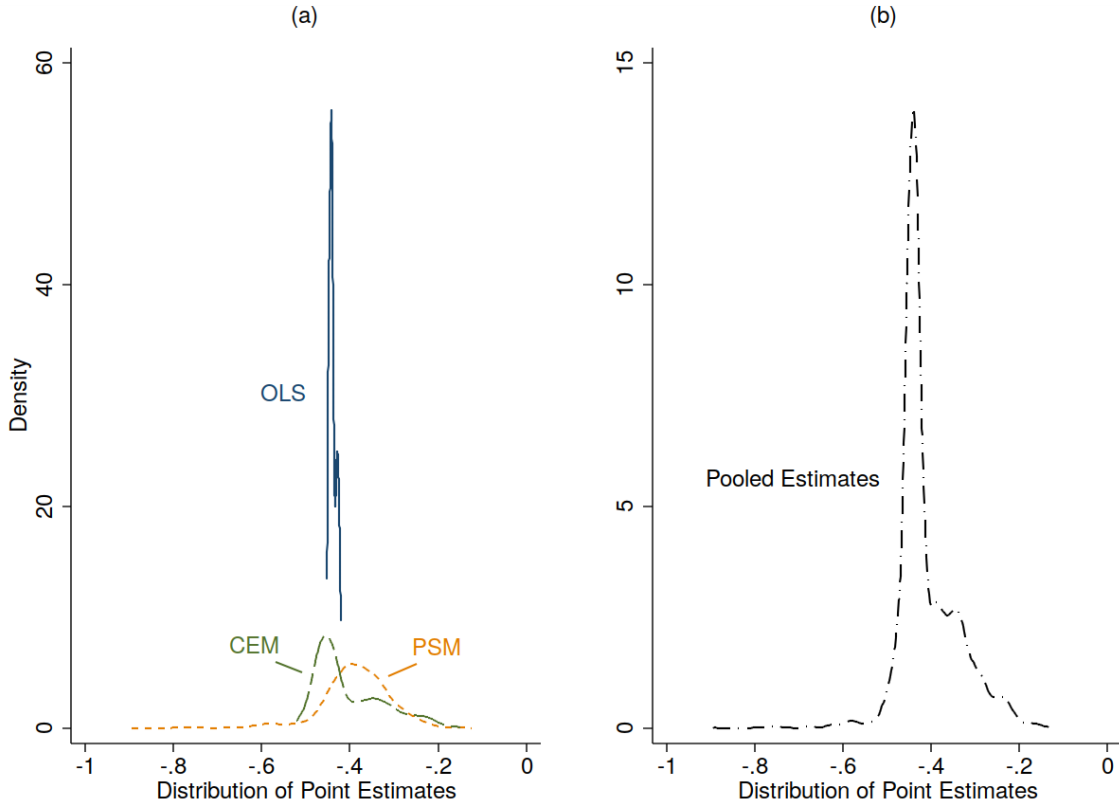 (a)
60
40
20
0
Density
OLS
CEM
PSM
-1 -.8 -.6 -.4 -.2 0
Distribution of Point Estimates
(b)
15
10
5
0
Pooled Estimates
-1 -.8 -.6 -.4 -.2 0
Distribution of Point Estimates